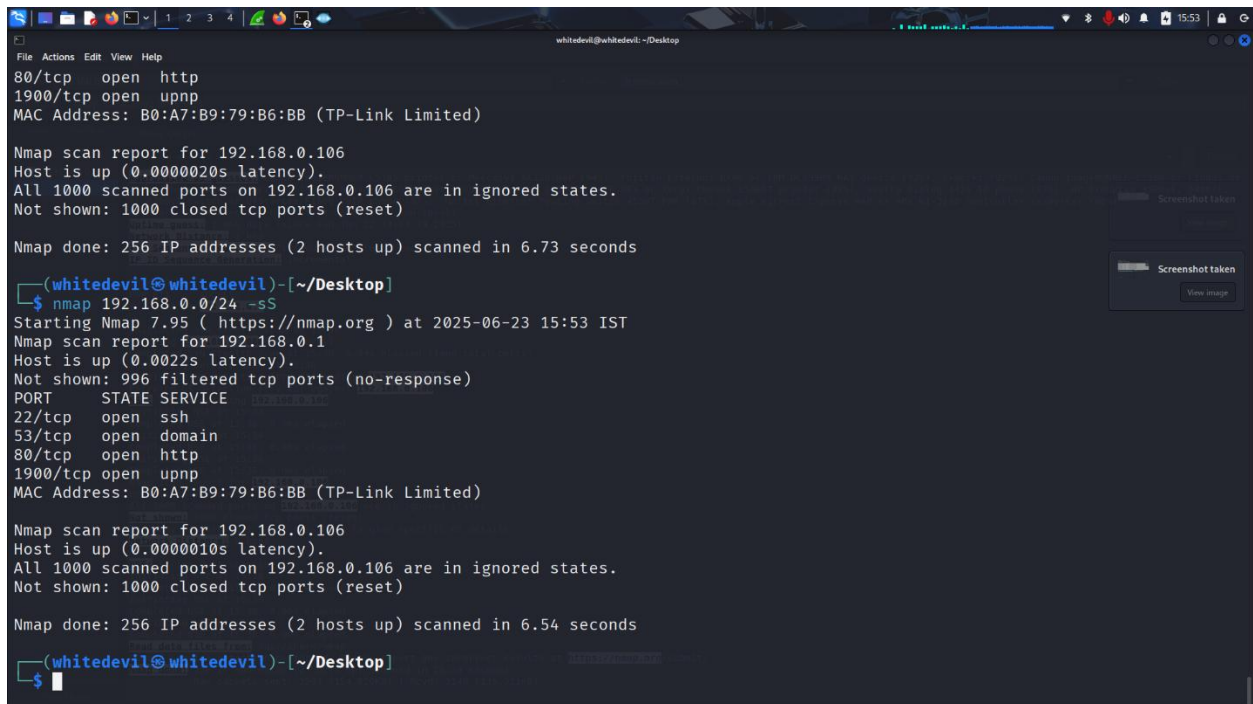 1 2 3 4
15:53
whitedevil@whitedevil: ~/Desktop
File Actions Edit View Help
80/tcp open http
1900/tcp open upnp
MAC Address: B0:A7:B9:79:B6:BB (TP-Link Limited)
Nmap scan report for 192.168.0.106
Host is up (0.0000020s latency).
All 1000 scanned ports on 192.168.0.106 are in ignored states.
Not shown: 1000 closed tcp ports (reset)
Screenshot taken
Nmap done: 256 IP addresses (2 hosts up) scanned in 6.73 seconds
Screenshot taken
View image
(whitedevil㉿whitedevil)-[~/Desktop]
$ nmap 192.168.0.0/24 -sS
Starting Nmap 7.95 ( https://nmap.org ) at 2025-06-23 15:53 IST
Nmap scan report for 192.168.0.1
Host is up (0.0022s latency).
Not shown: 996 filtered tcp ports (no-response)
PORT STATE SERVICE
22/tcp open ssh
53/tcp open domain
80/tcp open http
1900/tcp open upnp
MAC Address: B0:A7:B9:79:B6:BB (TP-Link Limited)
Nmap scan report for 192.168.0.106
Host is up (0.0000010s latency).
All 1000 scanned ports on 192.168.0.106 are in ignored states.
Not shown: 1000 closed tcp ports (reset)
Nmap done: 256 IP addresses (2 hosts up) scanned in 6.54 seconds
(whitedevil㉿whitedevil)-[~/Desktop]
$